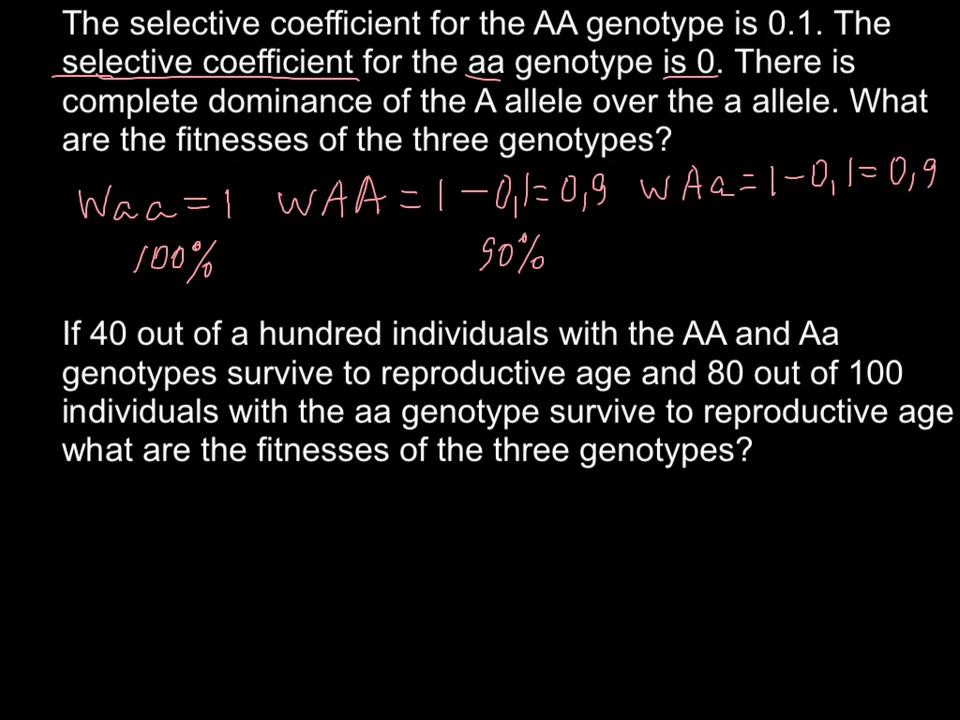 The selective coefficient for the AA genotype is 0.1. The
selective coefficient for the aa genotype is 0. There is
complete dominance of the A allele over the a allele. What
are the fitnesses of the three genotypes?
Waa = 1 WAA = 1 - 0,1 = 0,9 WAa = 1 - 0,1 = 0,9
100% 90%
If 40 out of a hundred individuals with the AA and Aa
genotypes survive to reproductive age and 80 out of 100
individuals with the aa genotype survive to reproductive age
what are the fitnesses of the three genotypes?